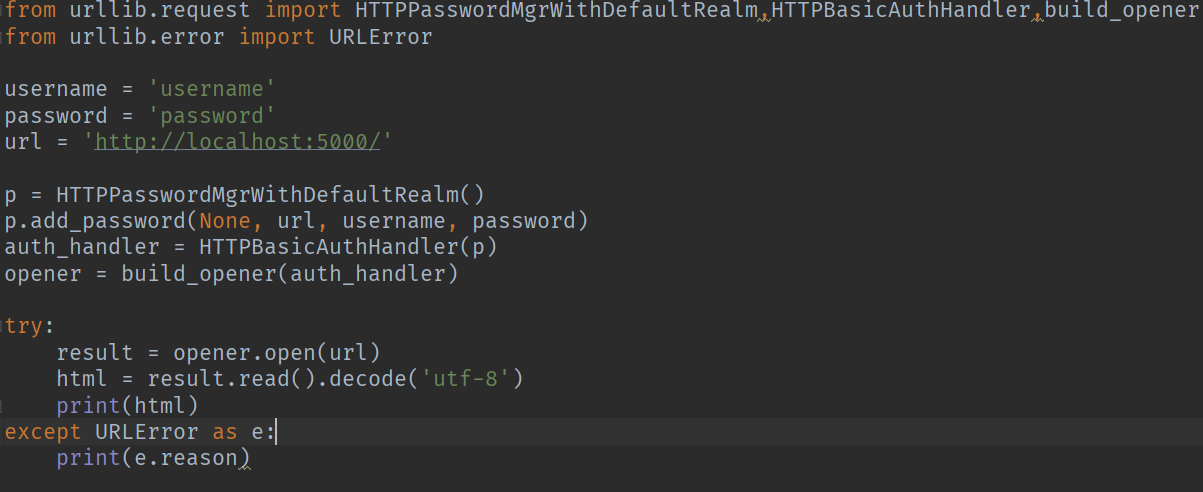 from urllib.request import HTTPPasswordMgrWithDefaultRealm,HTTPBasicAuthHandler,build_opener
from urllib.error import URLError
username = 'username'
password = 'password'
url = 'http://localhost:5000/'
p = HTTPPasswordMgrWithDefaultRealm()
p.add_password(None, url, username, password)
auth_handler = HTTPBasicAuthHandler(p)
opener = build_opener(auth_handler)
try:
    result = opener.open(url)
    html = result.read().decode('utf-8')
    print(html)
except URLError as e:
    print(e.reason)